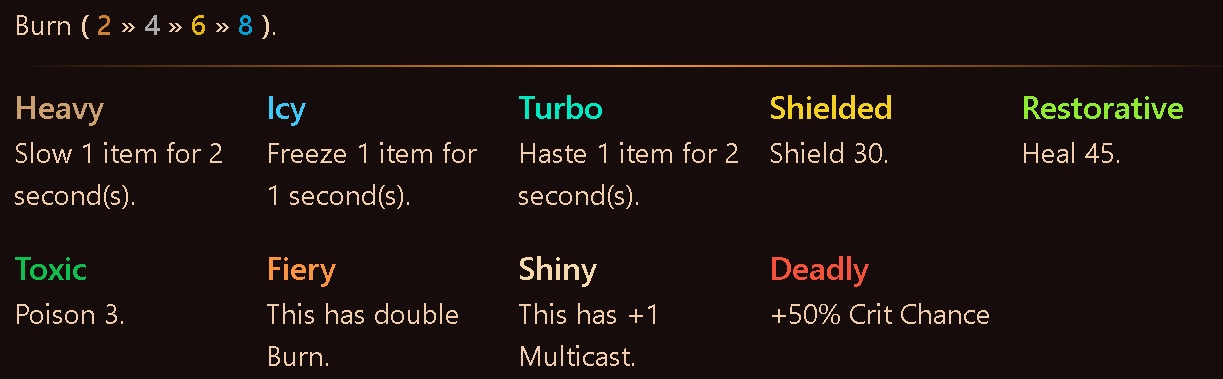 Burn ( 2 » 4 » 6 » 8 ).
Heavy
Slow 1 item for 2
second(s).
Icy
Freeze 1 item for
1 second(s).
Turbo
Haste 1 item for 2
second(s).
Shielded
Shield 30.
Restorative
Heal 45.
Toxic
Poison 3.
Fiery
This has double
Burn.
Shiny
This has +1
Multicast.
Deadly
+50% Crit Chance